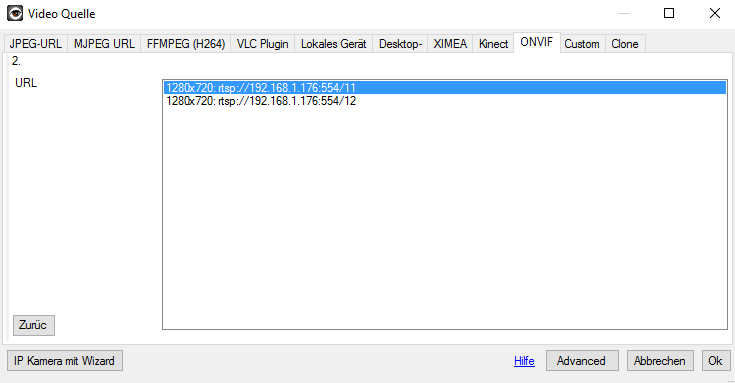 Video Quelle
JPEG-URL MJPEG URL FFMPEG (H264) VLC Plugin Lokales Gerät Desktop- XIMEA Kinect ONVIF Custom Clone
2.
URL
1280x720: rtsp://192.168.1.176:554/11
1280x720: rtsp://192.168.1.176:554/12
Zurüc
IP Kamera mit Wizard Hilfe Advanced Abbrechen Ok